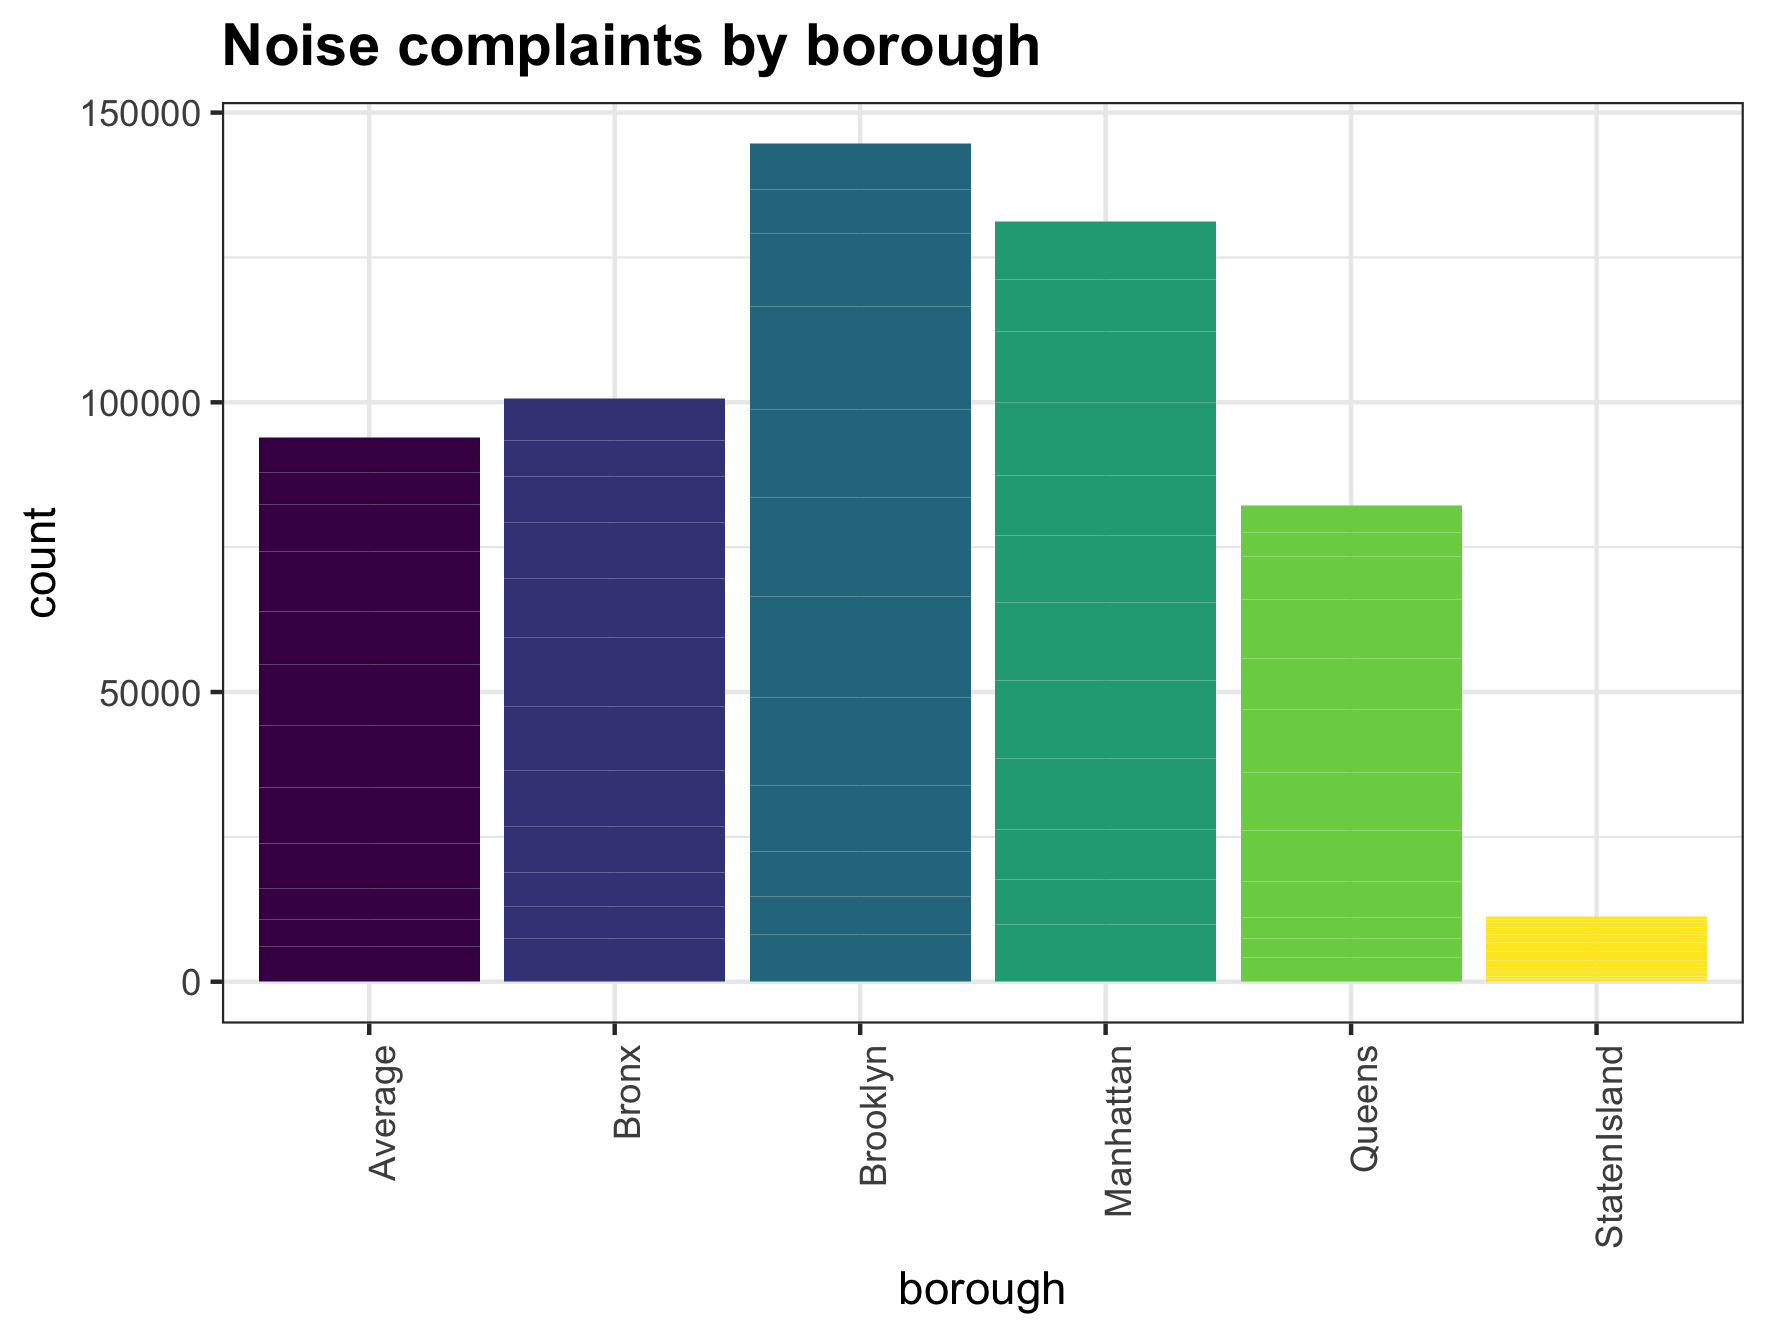 Noise complaints by borough
150000
100000
50000
0
count
Average
Bronx
Brooklyn
Manhattan
Queens
StatenIsland
borough